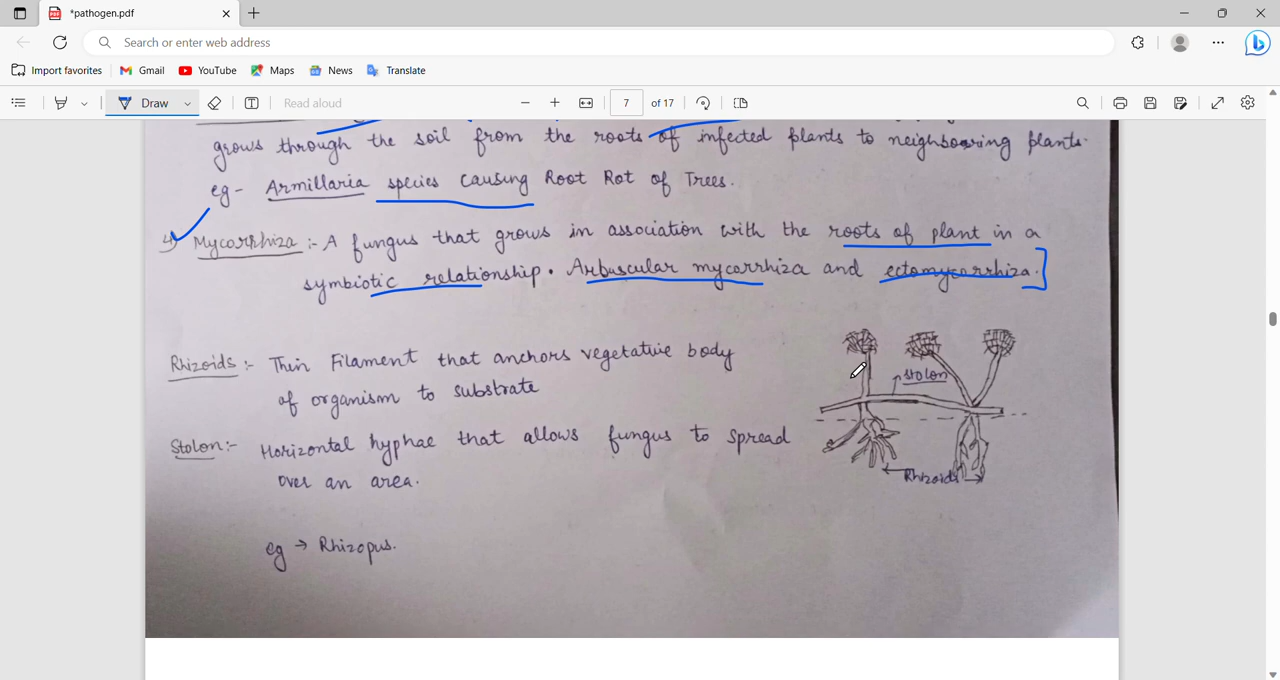 *pathogen.pdf
Search or enter web address
Import favorites Gmail YouTube Maps News Translate
Draw Read aloud 7 of 17
grows through the soil from the roots of infected plants to neighboring plants.
eg - Armillaria species causing Root Rot of Trees.
4) Mycorrhiza :- A fungus that grows in association with the roots of plant in a
symbiotic relationship. Arbuscular mycorrhiza and ectomycorrhiza.
Rhizoids :- Thin Filament that anchors vegetative body
of organism to substrate
stolon
Stolon :- Horizontal hyphae that allows fungus to spread
over an area.
Rhizoids
eg → Rhizopus.